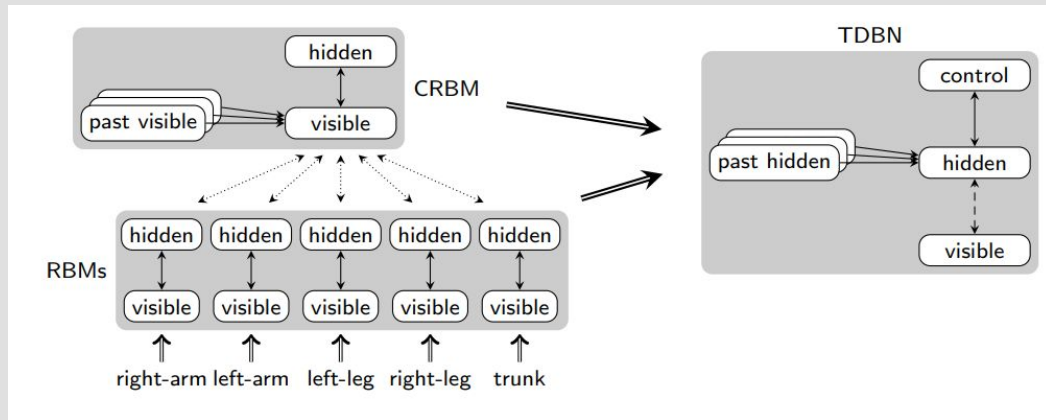 hidden
CRBM
past visible
visible
hidden hidden hidden hidden hidden
RBMs
visible visible visible visible visible
right-arm left-arm left-leg right-leg trunk
TDBN
control
past hidden
hidden
visible